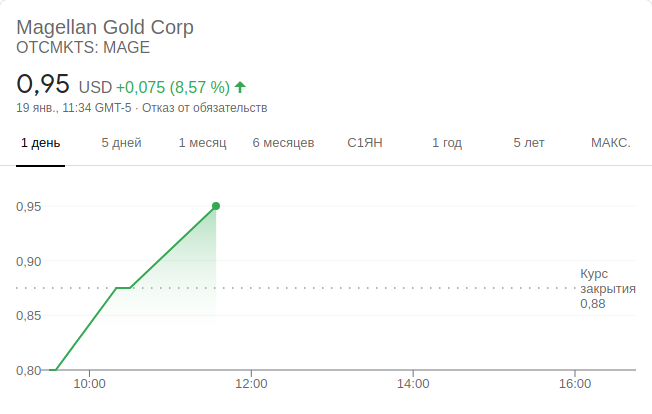 Magellan Gold Corp
OTCMKTS: MAGE
0,95 USD +0,075 (8,57 %)
19 янв., 11:34 GMT-5 · Отказ от обязательств
1 день 5 дней 1 месяц 6 месяцев С1ЯН 1 год 5 лет МАКС.
0,95
0,90
Курс
закрытия
0,88
0,85
0,80
10:00 12:00 14:00 16:00